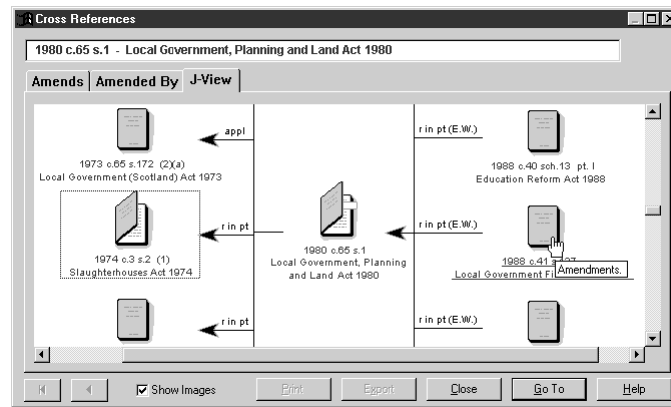 Cross References
1980 c.65 s.1 - Local Government, Planning and Land Act 1980
Amends
Amended By
J-View
appl
r in pt (E.W.)
1973 c.65 s.172 (2)(a)
Local Government (Scotland) Act 1973
1988 c.40 sch.13 pt. I
Education Reform Act 1988
r in pt
r in pt (E.W.)
1974 c.3 s.2 (1)
Slaughterhouses Act 1974
1980 c.65 s.1
Local Government, Planning
and Land Act 1980
1988 c.41
Local Government
Amendments.
r in pt
r in pt (E.W.)
Show Images
Print
Export
Close
Go To
Help